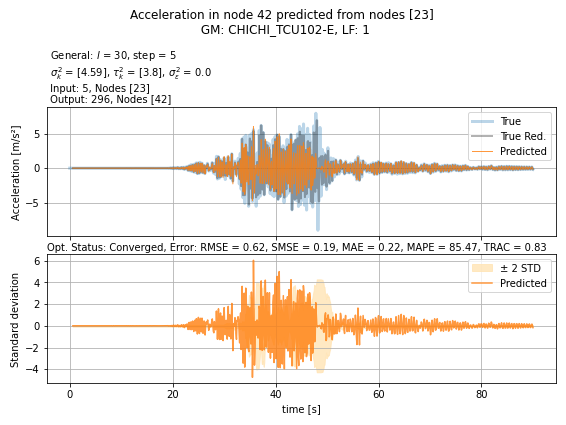 Acceleration in node 42 predicted from nodes [23]
GM: CHICHI_TCU102-E, LF: 1
General: l = 30, step = 5
σ²ₖ = [4.59], τ²ₖ = [3.8], σ²ε = 0.0
Input: 5, Nodes [23]
Output: 296, Nodes [42]
Acceleration [m/s²]
5
0
−5
True
True Red.
Predicted
Opt. Status: Converged, Error: RMSE = 0.62, SMSE = 0.19, MAE = 0.22, MAPE = 85.47, TRAC = 0.83
Standard deviation
6
4
2
0
−2
−4
± 2 STD
Predicted
0
20
40
60
80
time [s]